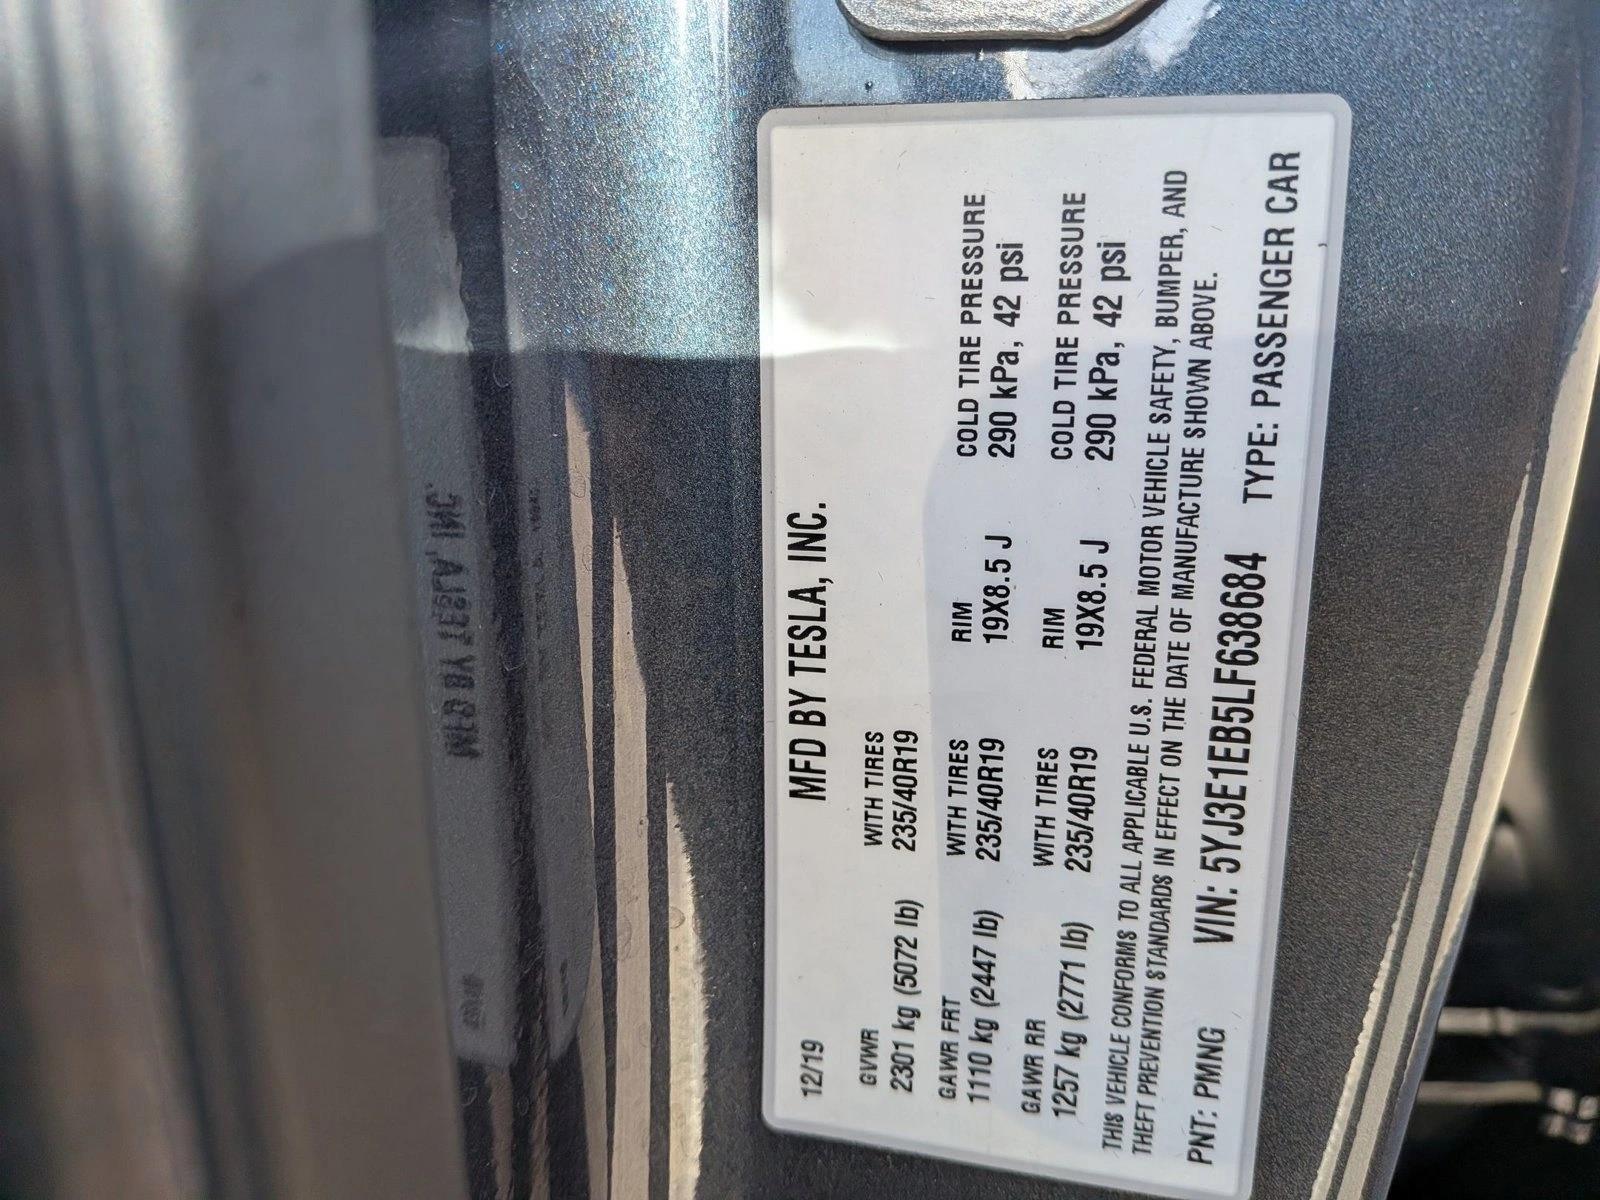 MFD BY TESLA, INC.
12/19
GVWR WITH TIRES
2301 kg (5072 lb) 235/40R19
GAWR FRT WITH TIRES RIM COLD TIRE PRESSURE
1110 kg (2447 lb) 235/40R19 19X8.5 J 290 kPa, 42 psi
GAWR RR WITH TIRES RIM COLD TIRE PRESSURE
1257 kg (2771 lb) 235/40R19 19X8.5 J 290 kPa, 42 psi
THIS VEHICLE CONFORMS TO ALL APPLICABLE U.S. FEDERAL MOTOR VEHICLE SAFETY, BUMPER, AND
THEFT PREVENTION STANDARDS IN EFFECT ON THE DATE OF MANUFACTURE SHOWN ABOVE.
PNT: PMNG VIN: 5YJ3E1EB5LF638684 TYPE: PASSENGER CAR